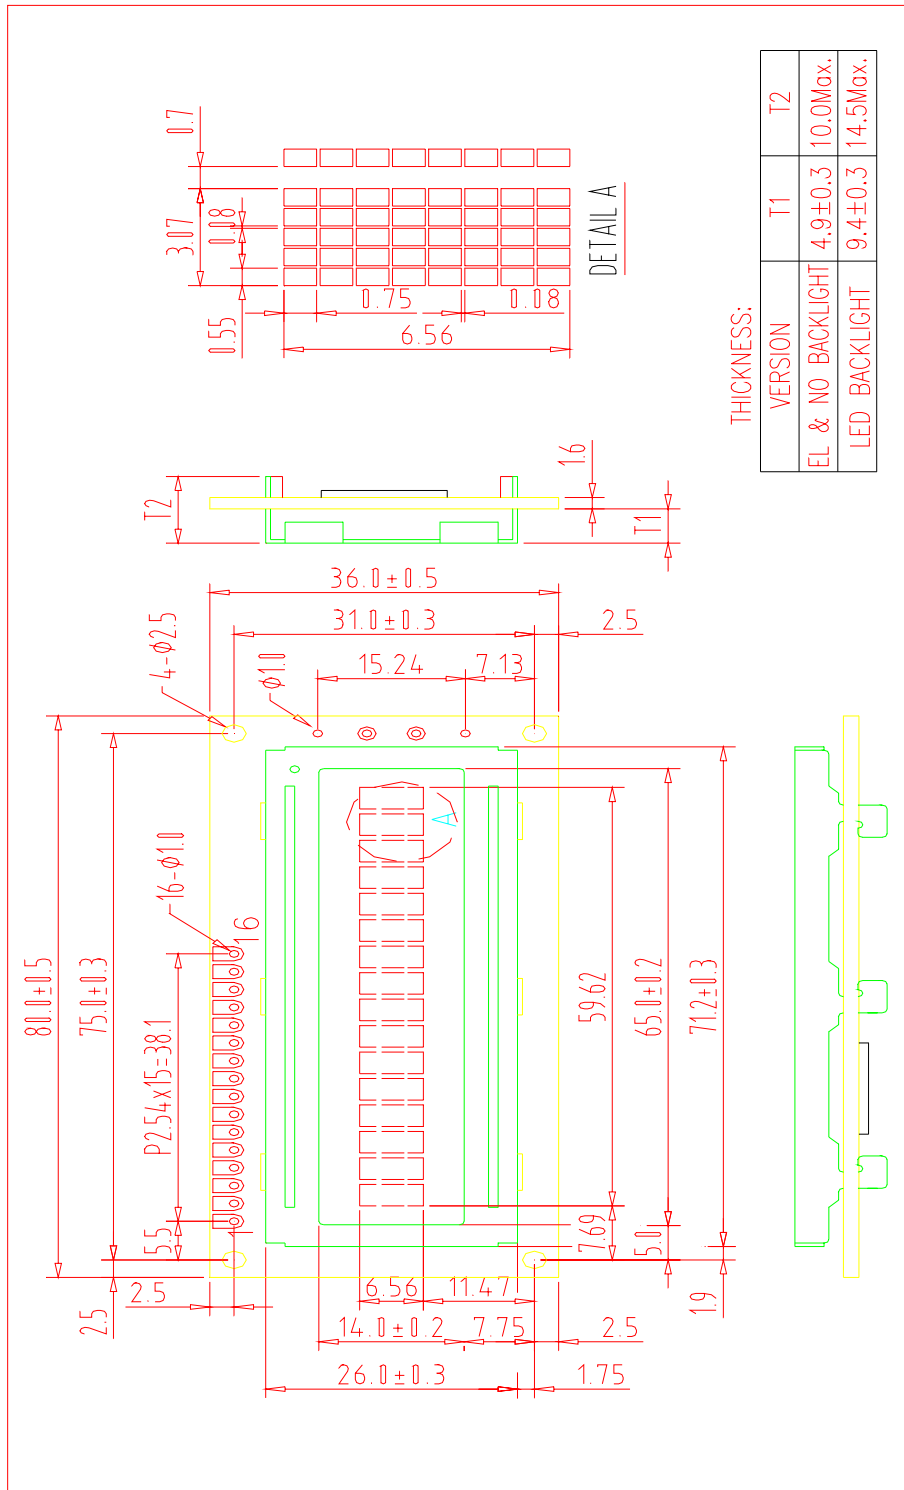 0.7
3.07
0.08
0.55
0.75
0.08
6.56
DETAIL A
THICKNESS:
VERSION T1 T2
EL & NO BACKLIGHT 4.9±0.3 10.0Max.
LED BACKLIGHT 9.4±0.3 14.5Max.
T2
1.6
T1
36.0±0.5
31.0±0.3
2.5
15.24
7.13
4-ϕ2.5
ϕ1.0
80.0±0.5
75.0±0.3
16-ϕ1.0
P2.54x15=38.1
16
1
A
59.62
65.0±0.2
71.2±0.3
5.5
2.5
2.5
7.69
5.0
1.9
6.56
11.47
14.0±0.2
7.75
2.5
26.0±0.3
1.75